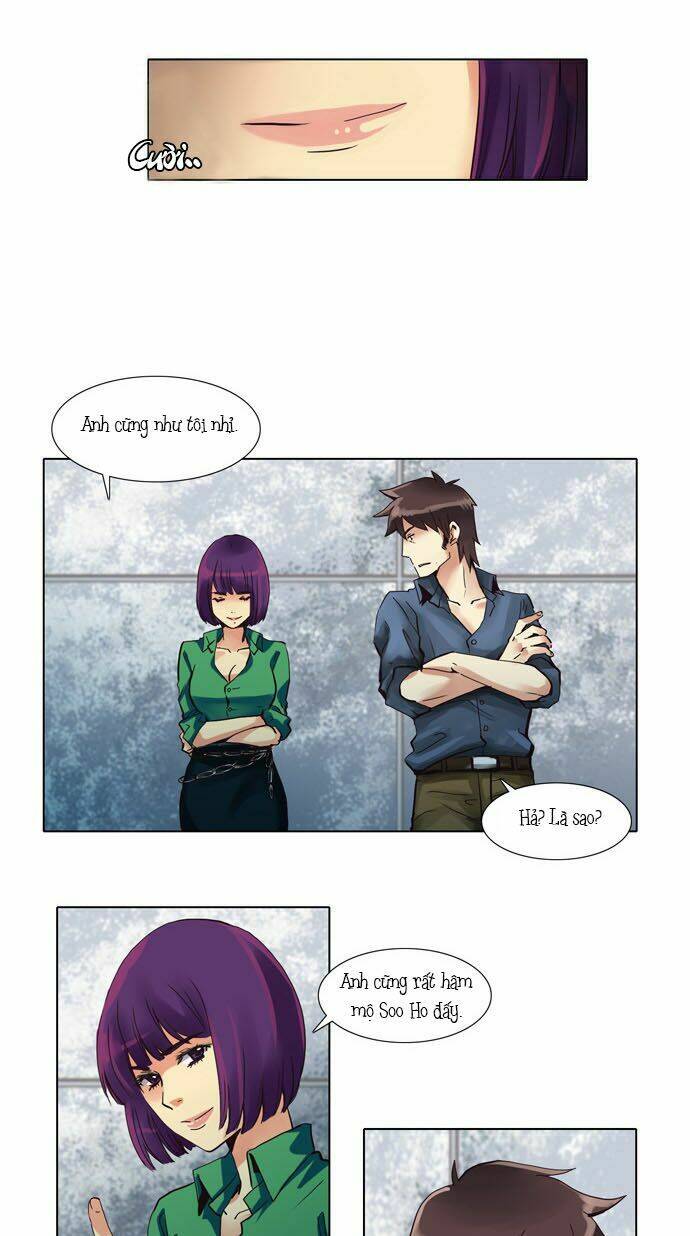 Cười..
Anh cũng như tôi nhỉ.
Hả? Là sao?
Anh cũng rất hâm
mộ Soo Ho đấy.